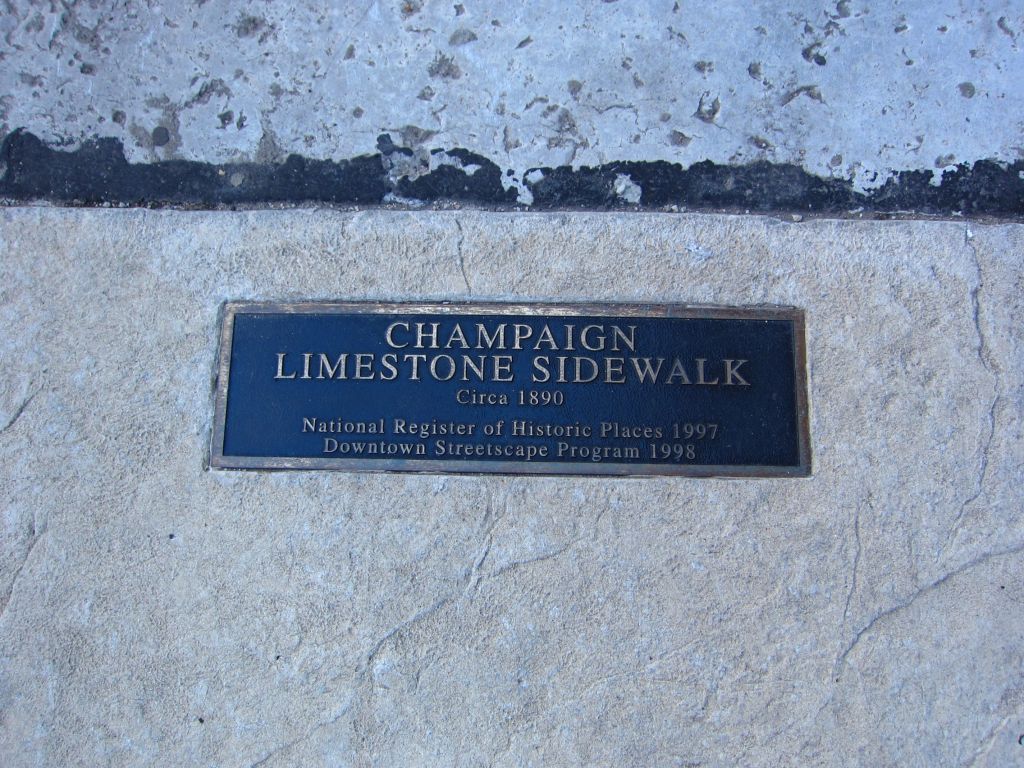 CHAMPAIGN
LIMESTONE SIDEWALK
Circa 1890
National Register of Historic Places 1997
Downtown Streetscape Program 1998